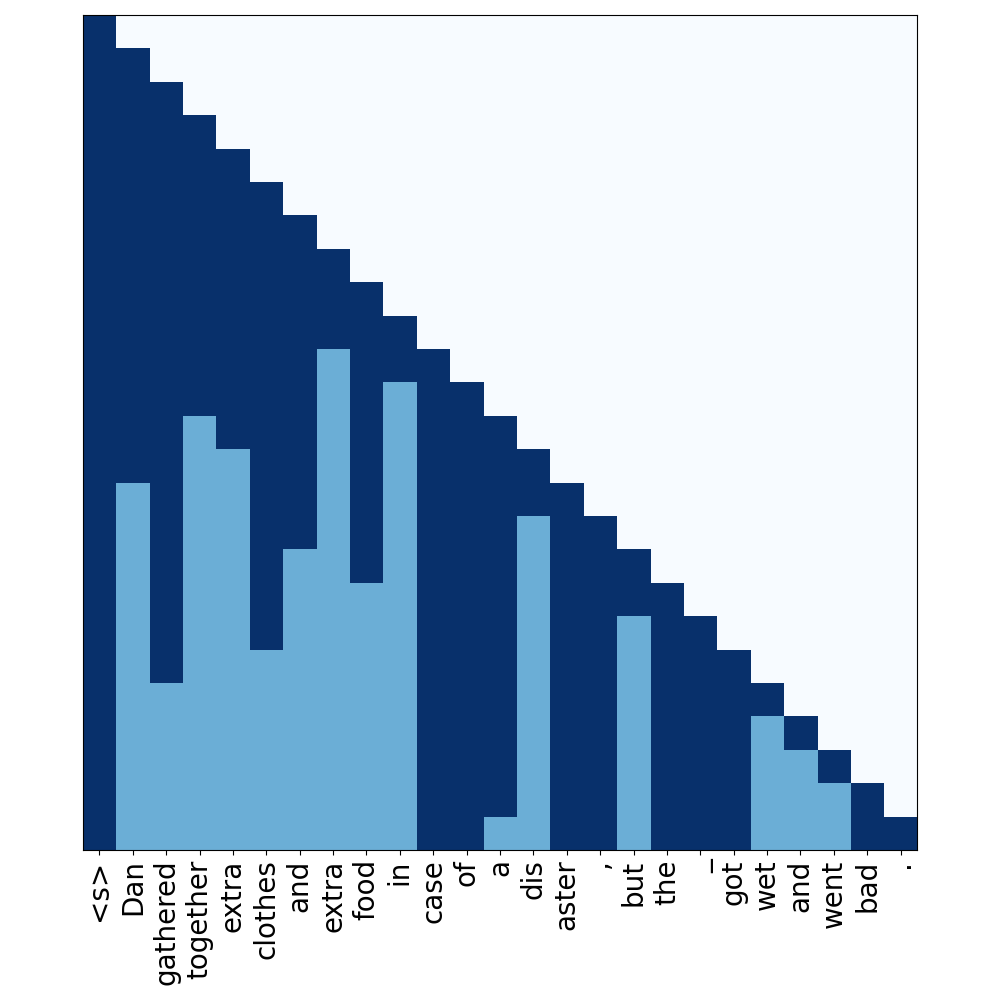 <s> Dan gathered together extra clothes and extra food in case of a dis aster , but the _ got wet and went bad .